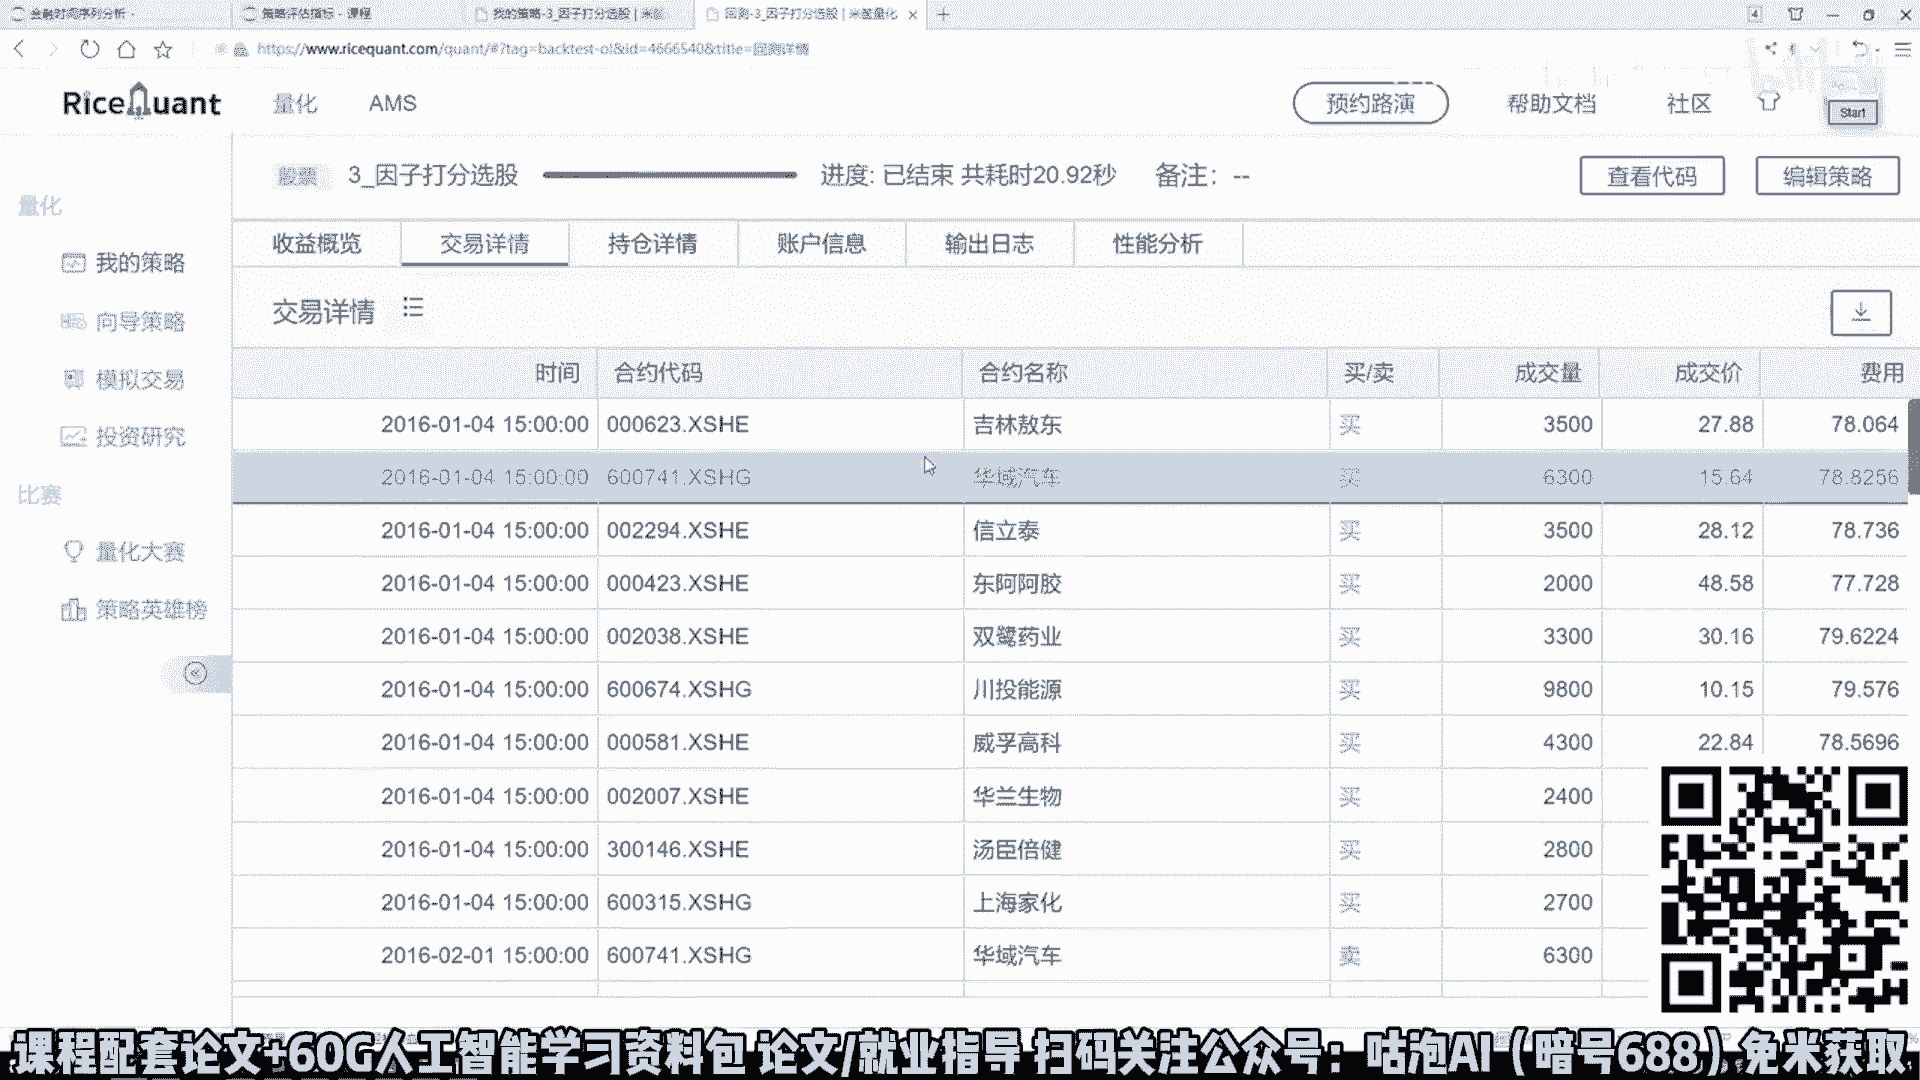 金融时间序列分析 -
策略评估指标 - 课程
我的策略-3_因子打分选股 | 米筐
回测-3_因子打分选股 | 米筐量化
4
https://www.ricequant.com/quant/#?tag=backtest-ol&id=4666540&title=回测详情
RiceQuant 量化 AMS 预约路演 帮助文档 社区
Start
股票 3_因子打分选股 进度: 已结束 共耗时20.92秒 备注: -- 查看代码 编辑策略
量化
我的策略
向导策略
模拟交易
投资研究
比赛
量化大赛
策略英雄榜
收益概览 交易详情 持仓详情 账户信息 输出日志 性能分析
交易详情
时间 合约代码 合约名称 买/卖 成交量 成交价 费用
2016-01-04 15:00:00 000623.XSHE 吉林敖东 买 3500 27.88 78.064
2016-01-04 15:00:00 600741.XSHG 华域汽车 买 6300 15.64 78.8256
2016-01-04 15:00:00 002294.XSHE 信立泰 买 3500 28.12 78.736
2016-01-04 15:00:00 000423.XSHE 东阿阿胶 买 2000 48.58 77.728
2016-01-04 15:00:00 002038.XSHE 双鹭药业 买 3300 30.16 79.6224
2016-01-04 15:00:00 600674.XSHG 川投能源 买 9800 10.15 79.576
2016-01-04 15:00:00 000581.XSHE 威孚高科 买 4300 22.84 78.5696
2016-01-04 15:00:00 002007.XSHE 华兰生物 买 2400
2016-01-04 15:00:00 300146.XSHE 汤臣倍健 买 2800
2016-01-04 15:00:00 600315.XSHG 上海家化 买 2700
2016-02-01 15:00:00 600741.XSHG 华域汽车 卖 6300
课程配套论文+60G人工智能学习资料包 论文/就业指导 扫码关注公众号：咕泡AI（暗号688）免米获取